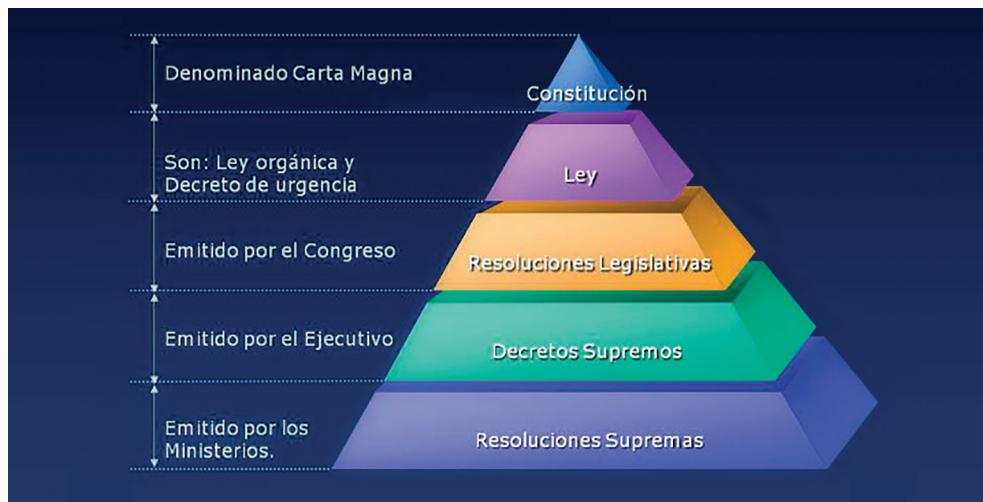 Denominado Carta Magna
Constitución
Son: Ley orgánica y
Decreto de urgencia
Ley
Emitido por el Congreso
Resoluciones Legislativas
Emitido por el Ejecutivo
Decretos Supremos
Emitido por los
Ministerios.
Resoluciones Supremas